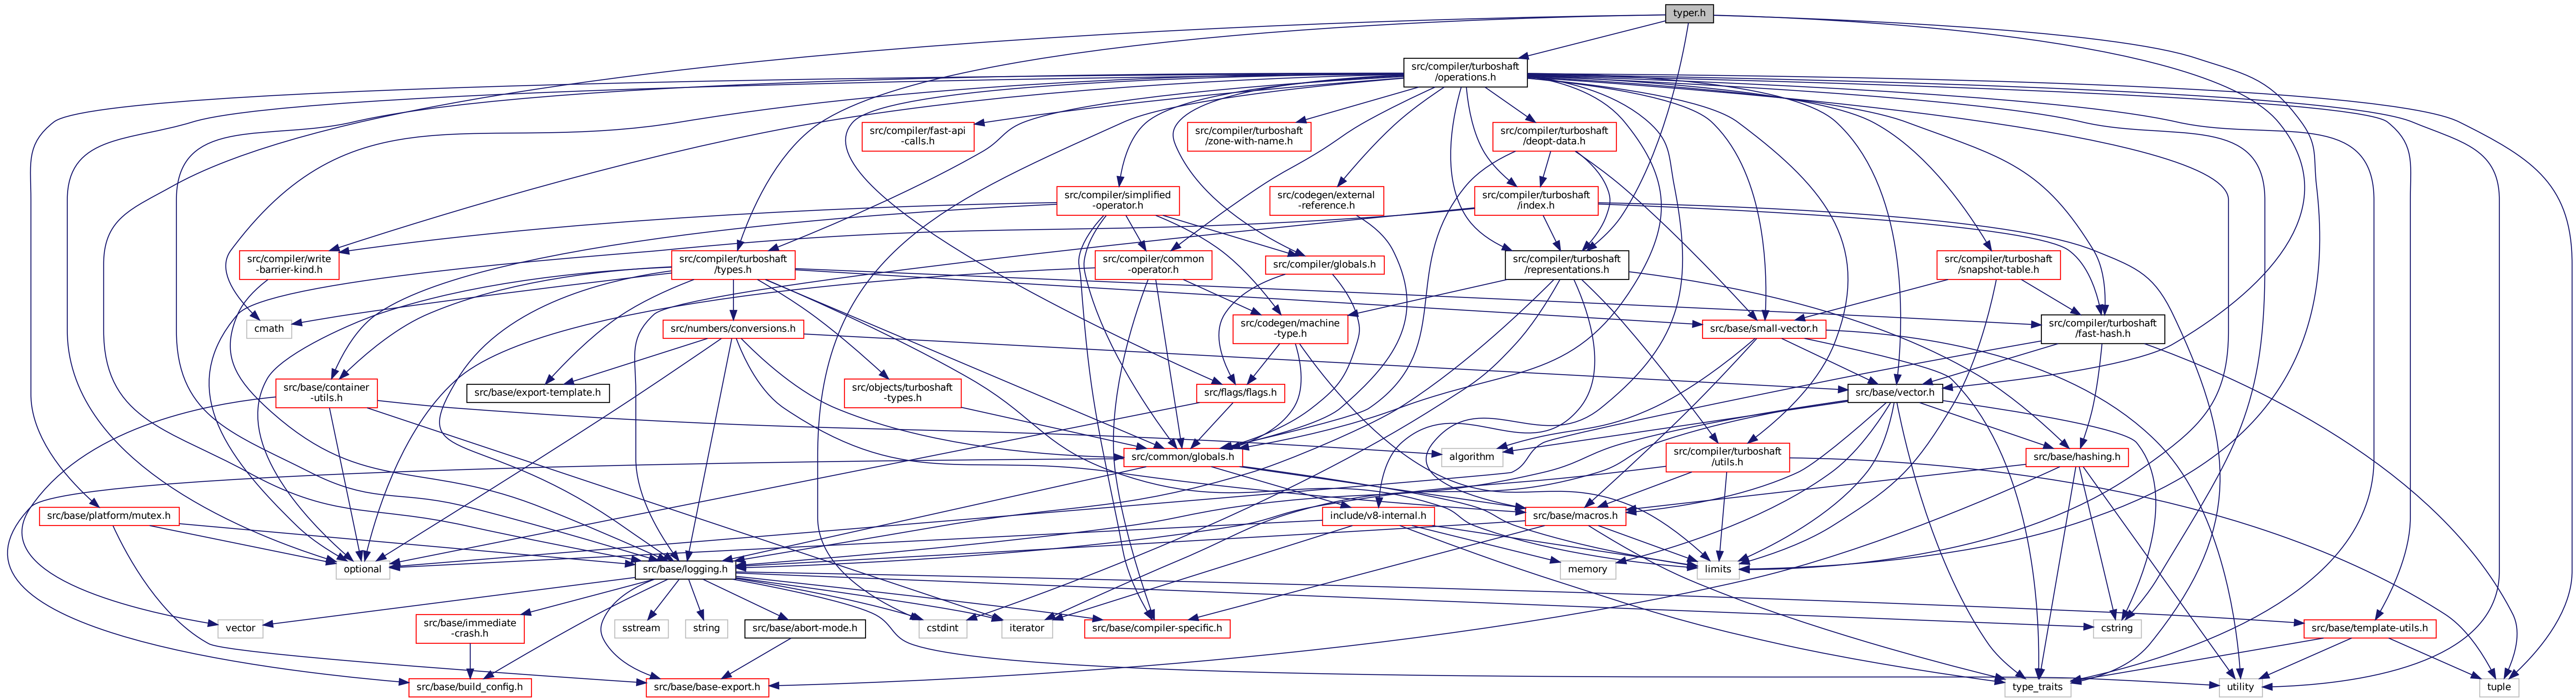 typer.h
src/compiler/turboshaft
/operations.h
src/compiler/fast-api
-calls.h
src/compiler/turboshaft
/zone-with-name.h
src/compiler/turboshaft
/deopt-data.h
src/compiler/simplified
-operator.h
src/codegen/external
-reference.h
src/compiler/turboshaft
/index.h
src/compiler/write
-barrier-kind.h
src/compiler/turboshaft
/types.h
src/compiler/common
-operator.h
src/compiler/globals.h
src/compiler/turboshaft
/representations.h
src/compiler/turboshaft
/snapshot-table.h
cmath
src/numbers/conversions.h
src/codegen/machine
-type.h
src/base/small-vector.h
src/compiler/turboshaft
/fast-hash.h
src/base/container
-utils.h
src/base/export-template.h
src/objects/turboshaft
-types.h
src/flags/flags.h
src/base/vector.h
src/common/globals.h
algorithm
src/compiler/turboshaft
/utils.h
src/base/hashing.h
src/base/platform/mutex.h
include/v8-internal.h
src/base/macros.h
optional
src/base/logging.h
memory
limits
vector
src/base/immediate
-crash.h
sstream
string
src/base/abort-mode.h
cstdint
iterator
src/base/compiler-specific.h
cstring
src/base/template-utils.h
src/base/build_config.h
src/base/base-export.h
type_traits
utility
tuple